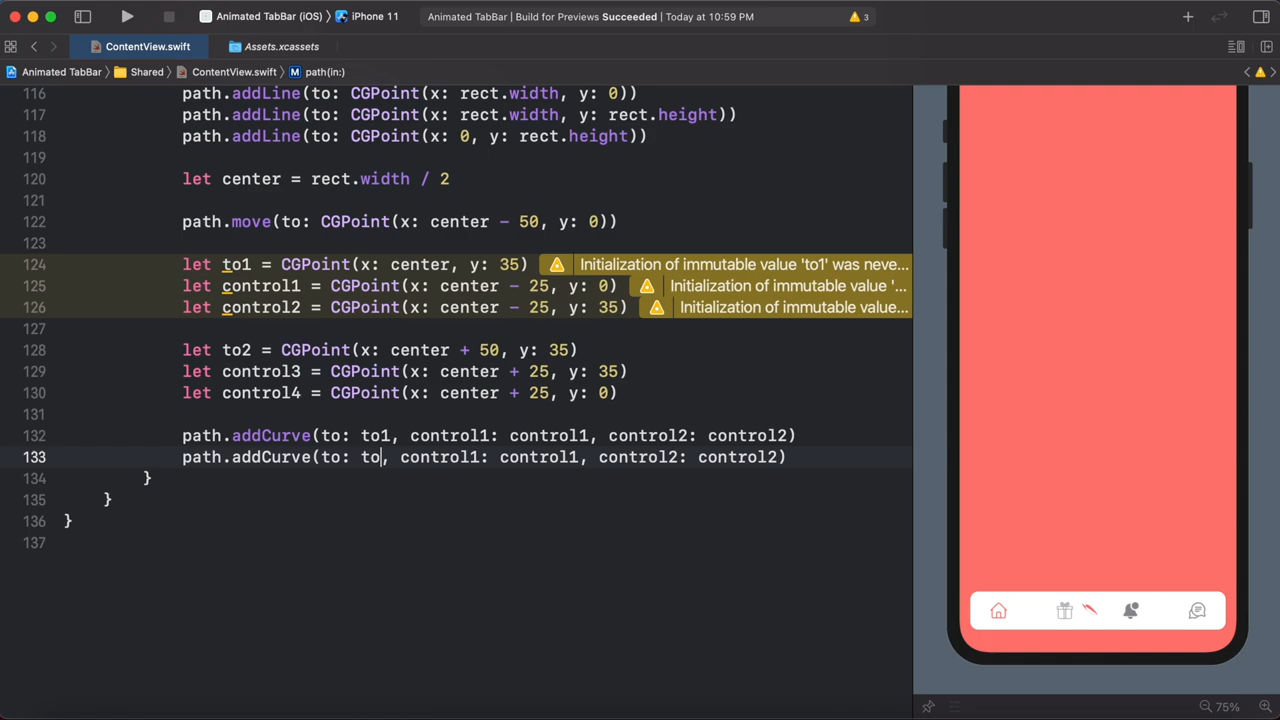 Animated TabBar (iOS) › iPhone 11
Animated TabBar | Build for Previews Succeeded | Today at 10:59 PM
3
ContentView.swift
Assets.xcassets
Animated TabBar › Shared › ContentView.swift › M path(in:)
116 path.addLine(to: CGPoint(x: rect.width, y: 0))
117 path.addLine(to: CGPoint(x: rect.width, y: rect.height))
118 path.addLine(to: CGPoint(x: 0, y: rect.height))
119
120 let center = rect.width / 2
121
122 path.move(to: CGPoint(x: center - 50, y: 0))
123
124 let to1 = CGPoint(x: center, y: 35) Initialization of immutable value 'to1' was neve...
125 let control1 = CGPoint(x: center - 25, y: 0) Initialization of immutable value '...
126 let control2 = CGPoint(x: center - 25, y: 35) Initialization of immutable value...
127
128 let to2 = CGPoint(x: center + 50, y: 35)
129 let control3 = CGPoint(x: center + 25, y: 35)
130 let control4 = CGPoint(x: center + 25, y: 0)
131
132 path.addCurve(to: to1, control1: control1, control2: control2)
133 path.addCurve(to: to, control1: control1, control2: control2)
134 }
135 }
136 }
137
75%